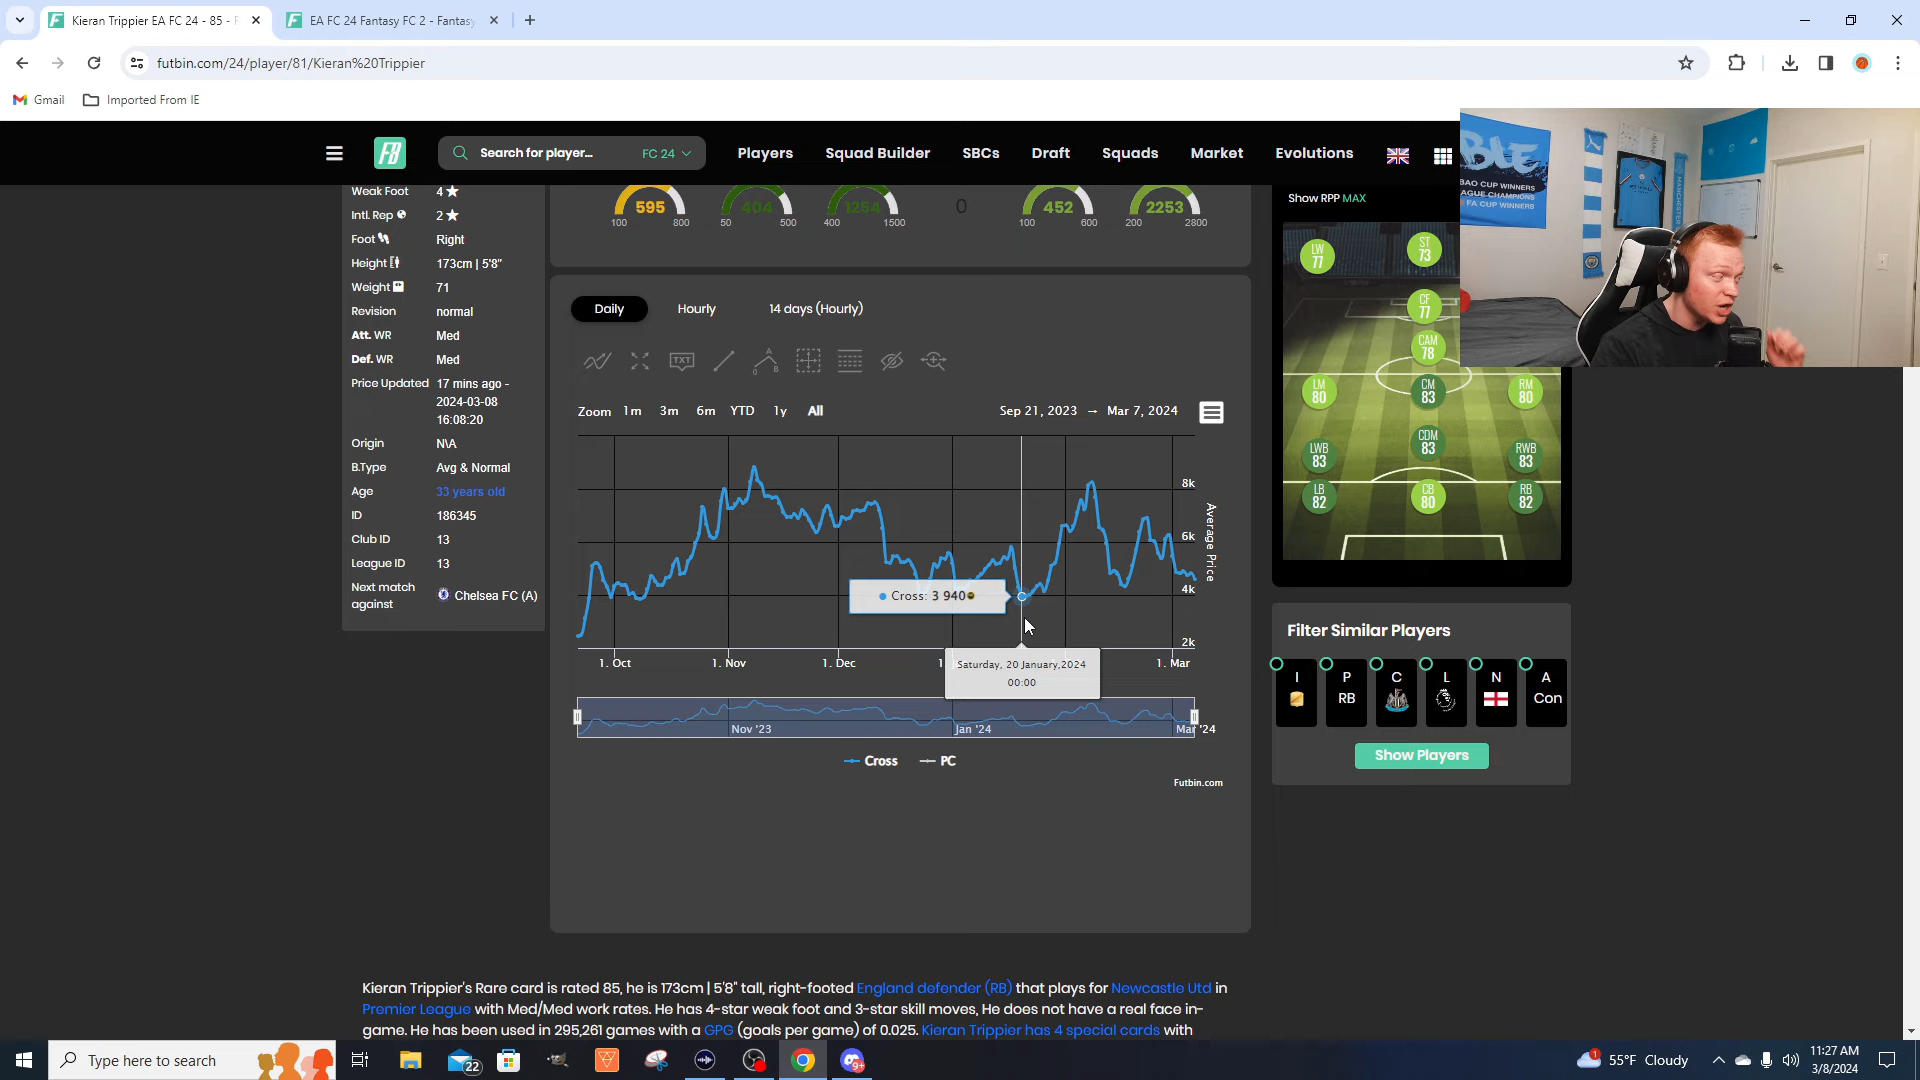 Kieran Trippier EA FC 24 - 85 -
EA FC 24 Fantasy FC 2 - Fantasy
futbin.com/24/player/81/Kieran%20Trippier
Gmail
Imported From IE
FB
Search for player...
FC 24
Players
Squad Builder
SBCs
Draft
Squads
Market
Evolutions
Weak Foot 4
Intl. Rep 2
Foot Right
Height 173cm | 5'8"
Weight 71
Revision normal
Att. WR Med
Def. WR Med
Price Updated 17 mins ago -
2024-03-08
16:08:20
Origin N\A
B.Type Avg & Normal
Age 33 years old
ID 186345
Club ID 13
League ID 13
Next match
against
Chelsea FC (A)
595
100 800
404
50 500
1254
400 1500
0
452
100 600
2253
200 2800
Daily
Hourly
14 days (Hourly)
TXT
A
0 B
Zoom 1m 3m 6m YTD 1y All
Sep 21, 2023 → Mar 7, 2024
8k
6k
4k
2k
Average Price
Cross: 3 940
Saturday, 20 January,2024
00:00
1. Oct
1. Nov
1. Dec
1. Mar
Nov '23
Jan '24
Mar '24
Cross
PC
Futbin.com
Show RPP MAX
LW
77
ST
73
CF
77
CAM
78
LM
80
CM
83
RM
80
CDM
83
LWB
83
RWB
83
LB
82
CB
80
RB
82
BAO CUP WINNERS
FA CUP WINNERS
Filter Similar Players
I
P
RB
C
L
N
A
Con
Show Players
Kieran Trippier's Rare card is rated 85, he is 173cm | 5'8" tall, right-footed England defender (RB) that plays for Newcastle Utd in
Premier League with Med/Med work rates. He has 4-star weak foot and 3-star skill moves, He does not have a real face in-
game. He has been used in 295,261 games with a GPG (goals per game) of 0.025. Kieran Trippier has 4 special cards with
Type here to search
22
9+
1
55°F Cloudy
11:27 AM
3/8/2024